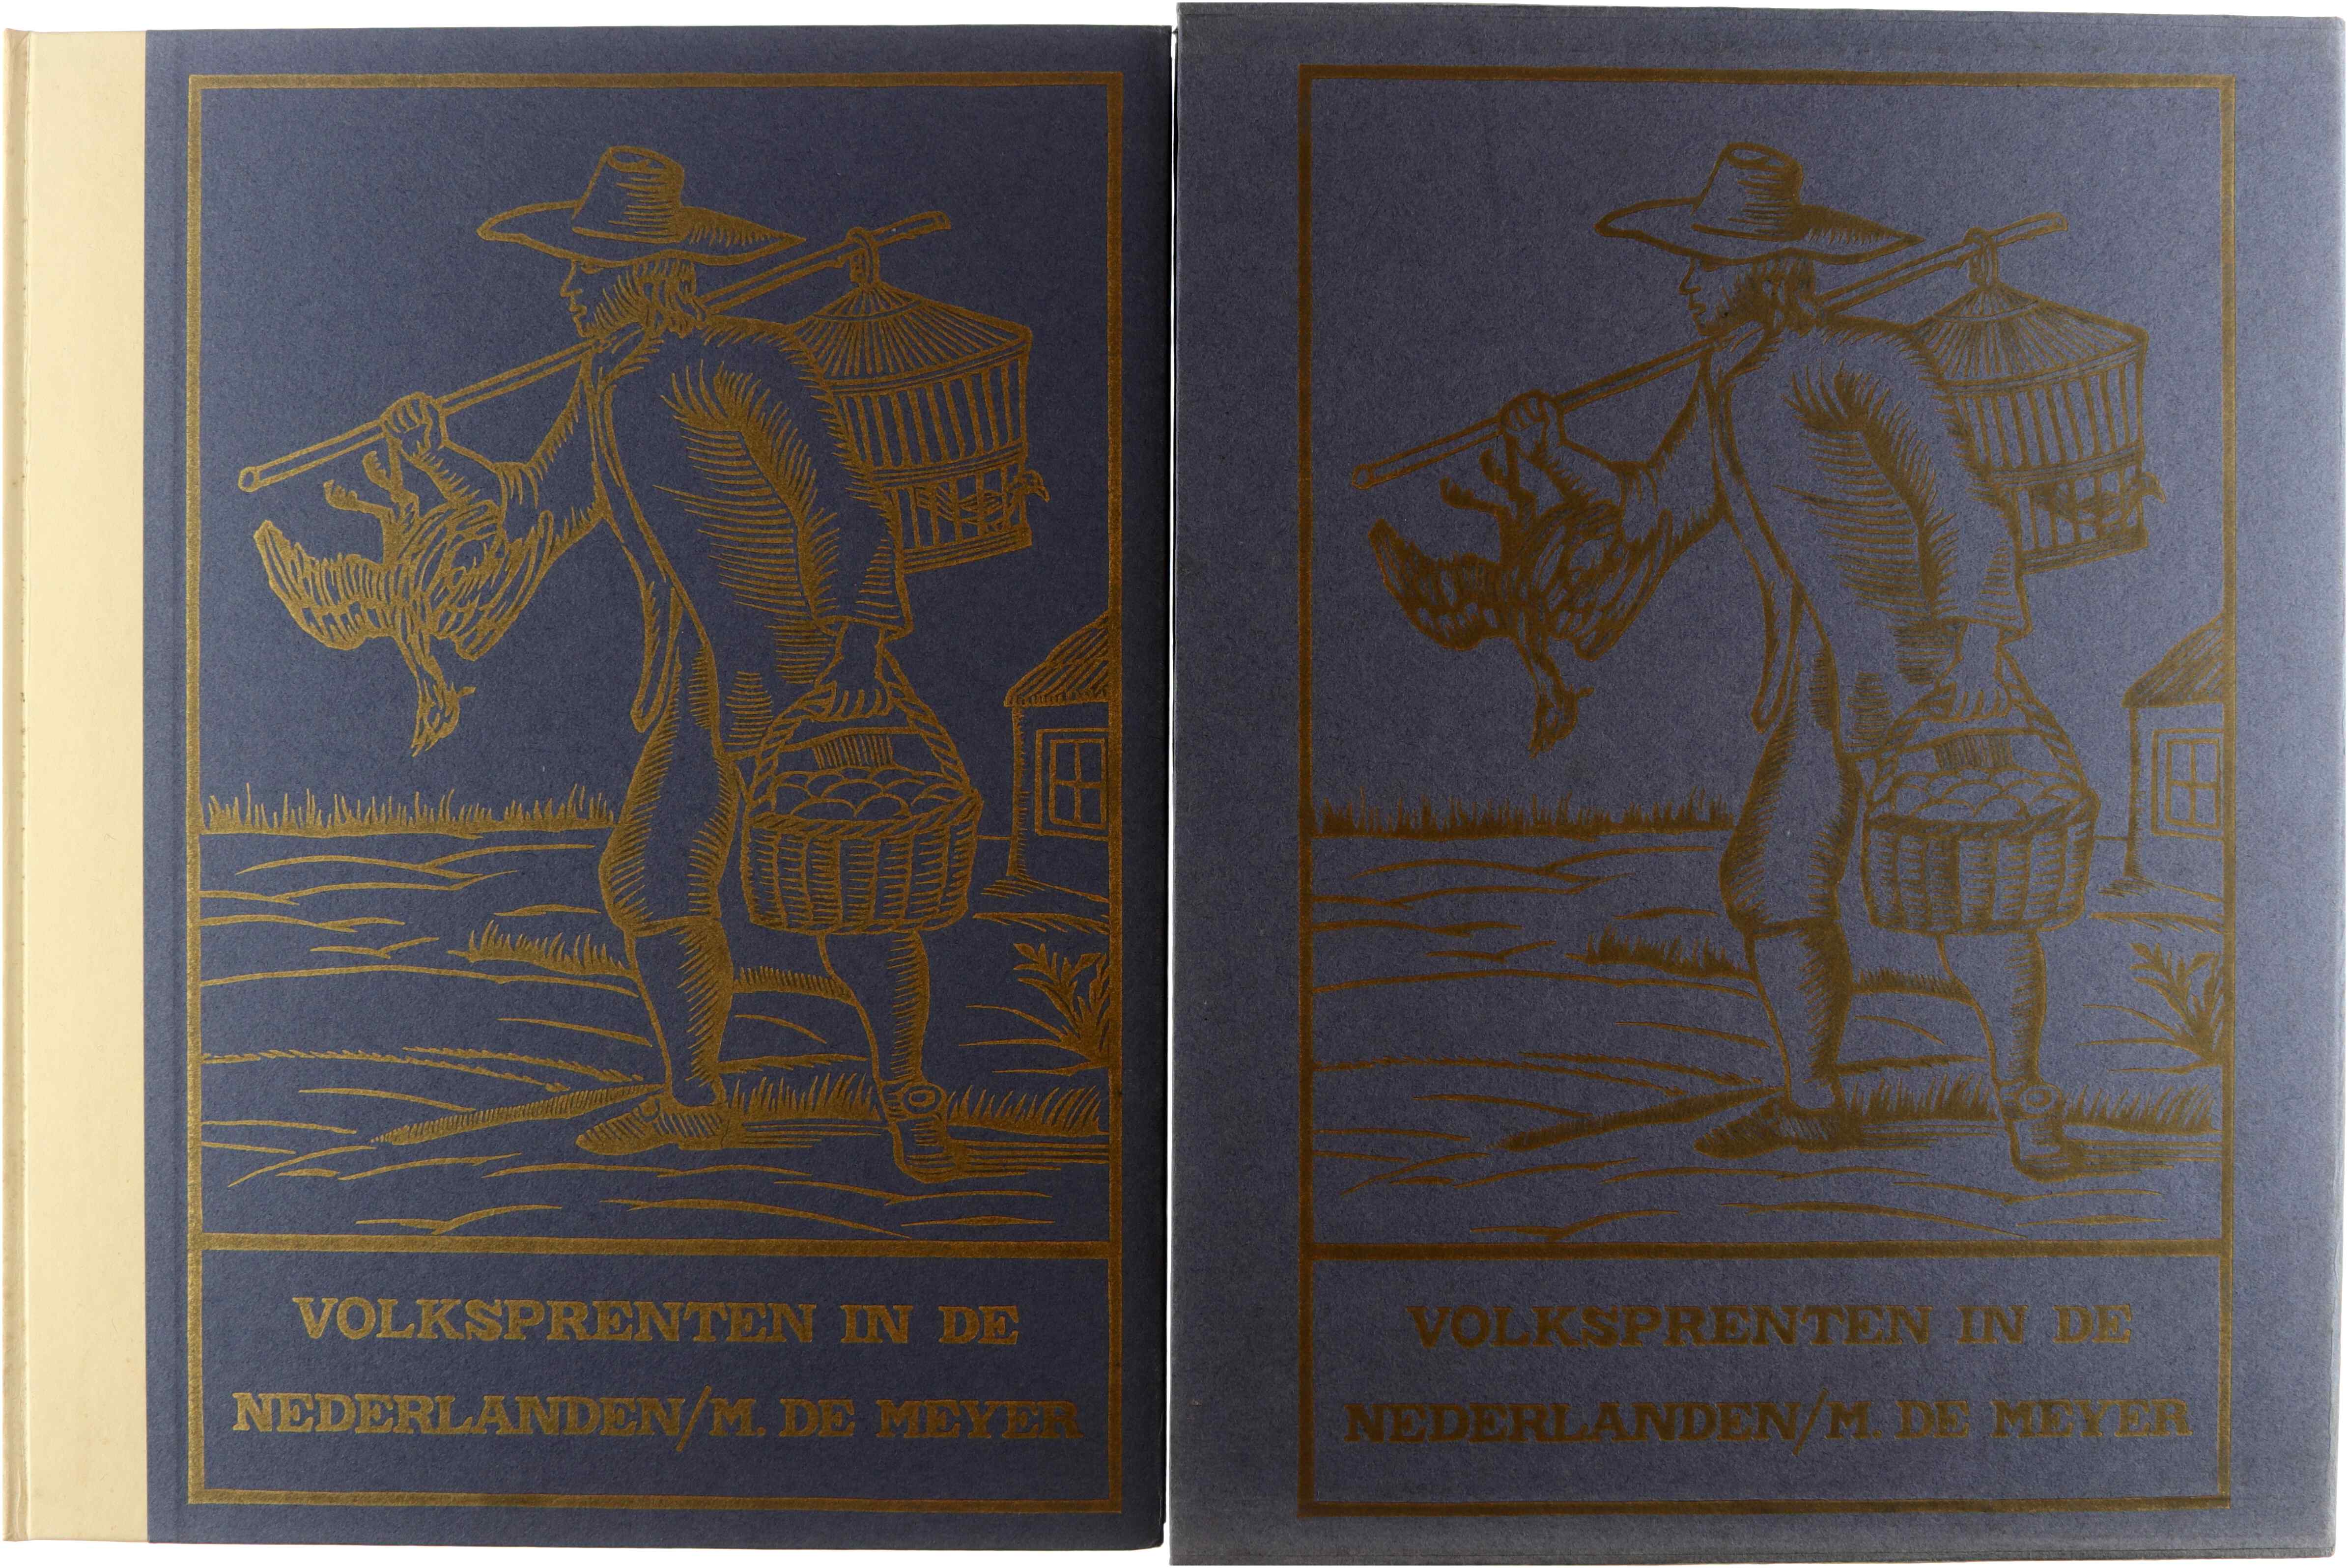 VOLKSPRENTEN IN DE
NEDERLANDEN/M. DE MEYER
VOLKSPRENTEN IN DE
NEDERLANDEN/M. DE MEYER